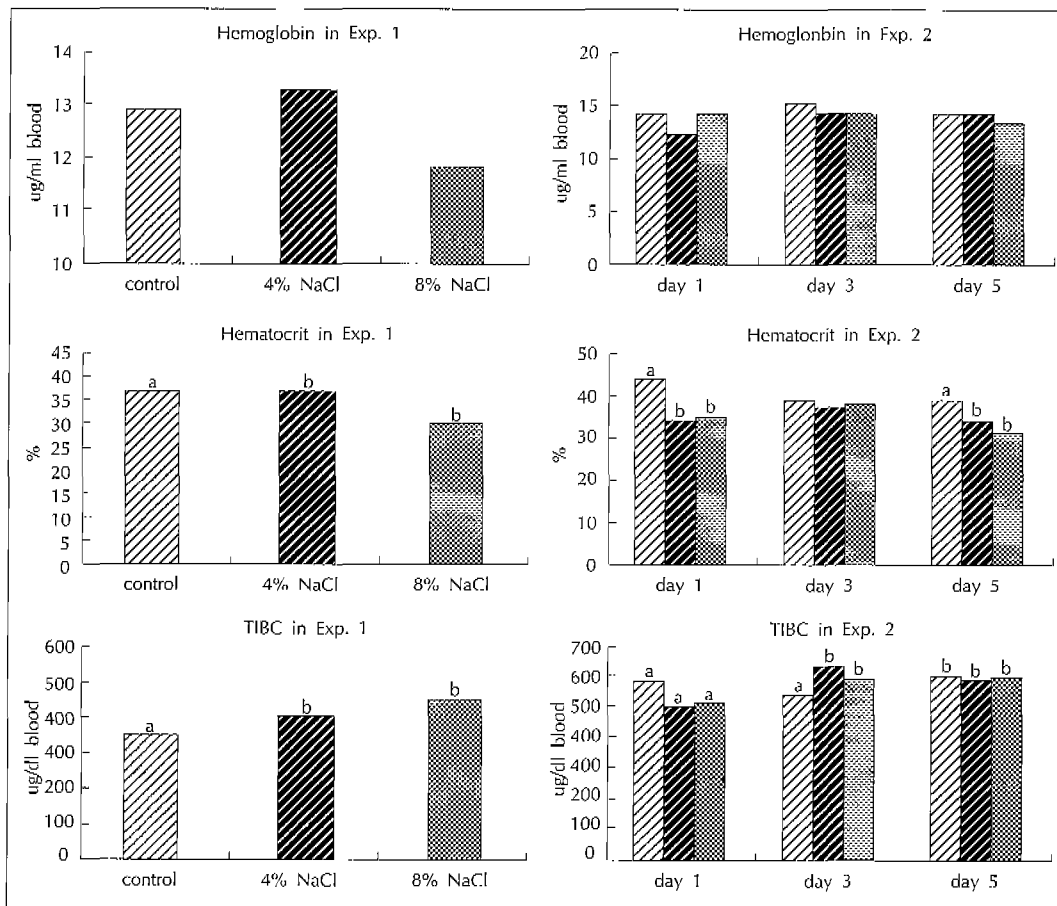 Hemoglobin in Exp. 1
ug/ml blood
14
13
12
11
10
control 4% NaCl 8% NaCl
Hemoglonbin in Fxp. 2
ug/ml blood
20
15
10
5
0
day 1 day 3 day 5
Hematocrit in Exp. 1
%
45
40
35
30
25
20
15
10
5
0
a b b
control 4% NaCl 8% NaCl
Hematocrit in Exp. 2
%
50
40
30
20
10
0
a b b a b b
day 1 day 3 day 5
TIBC in Exp. 1
ug/dl blood
600
500
400
400
200
100
0
a b b
control 4% NaCl 8% NaCl
TIBC in Exp. 2
ug/dl blood
700
600
500
400
400
200
100
0
a a a a b b b b b
day 1 day 3 day 5